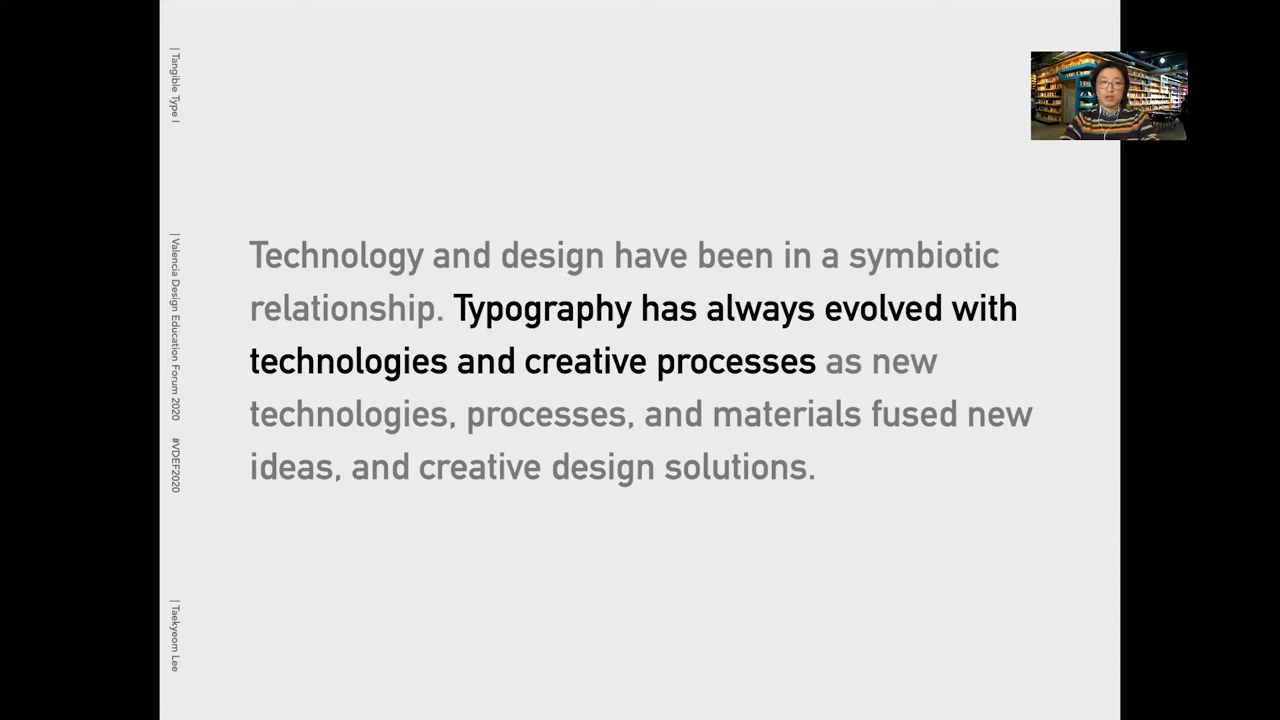 | Tangible Type |
| Valencia Design Education Forum 2020 #VDEF2020
| Taekyeom Lee
Technology and design have been in a symbiotic
relationship. Typography has always evolved with
technologies and creative processes as new
technologies, processes, and materials fused new
ideas, and creative design solutions.